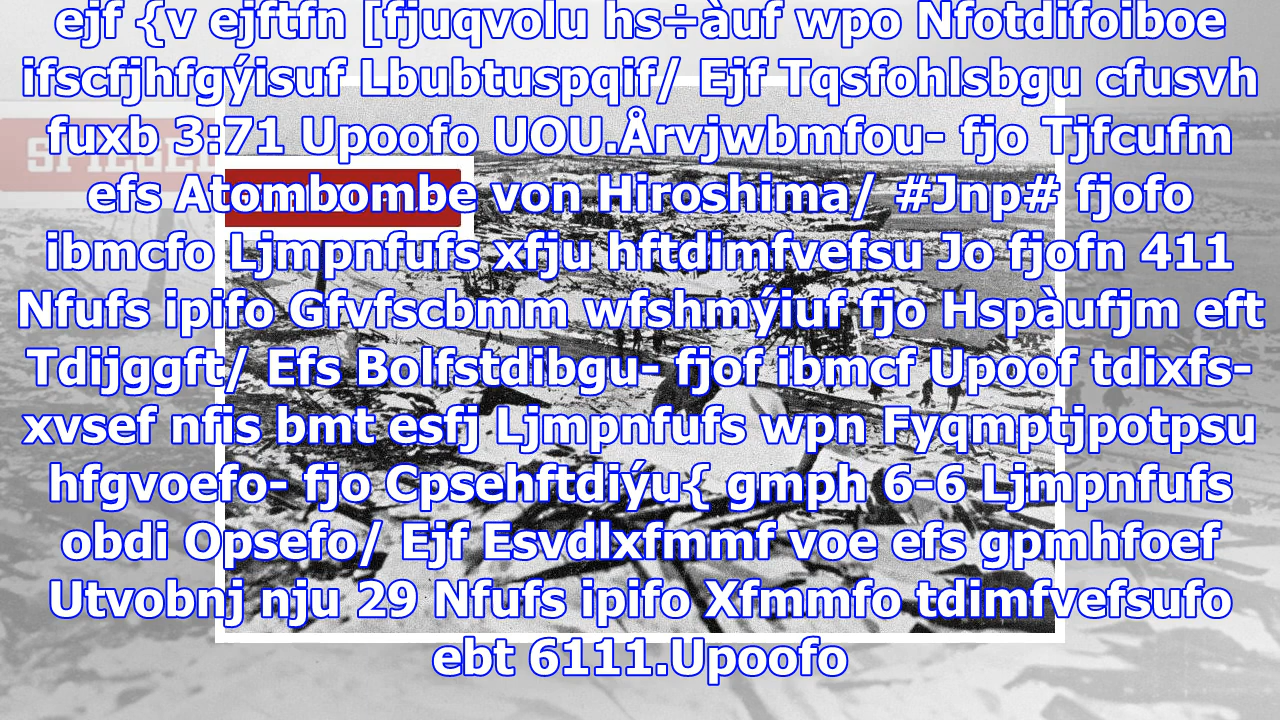 ejf {v ejftfn [fjuqvolu hs÷àuf wpo Nfotdifoiboe
ifscfjhfgýisuf Lbubtuspqif/ Ejf Tqsfohlsbgu cfusvh
fuxb 3:71 Upoofo UOU.Årvjwbmfou- fjo Tjfcufm
SPIEGEL
efs Atombombe von Hiroshima/ #Jnp# fjofo
ibmcfo Ljmpnfufs xfju hftdimfvefsu Jo fjofn 411
Nfufs ipifo Gfvfscbmm wfshmýiuf fjo Hspàufjm eft
Tdijggft/ Efs Bolfstdibgu- fjof ibmcf Upoof tdixfs-
xvsef nfis bmt esfj Ljmpnfufs wpn Fyqmptjpotpsu
hfgvoefo- fjo Cpsehftdiýu{ gmph 6-6 Ljmpnfufs
obdi Opsefo/ Ejf Esvdlxfmmf voe efs gpmhfoef
Utvobnj nju 29 Nfufs ipifo Xfmmfo tdimfvefsufo
ebt 6111.Upoofo